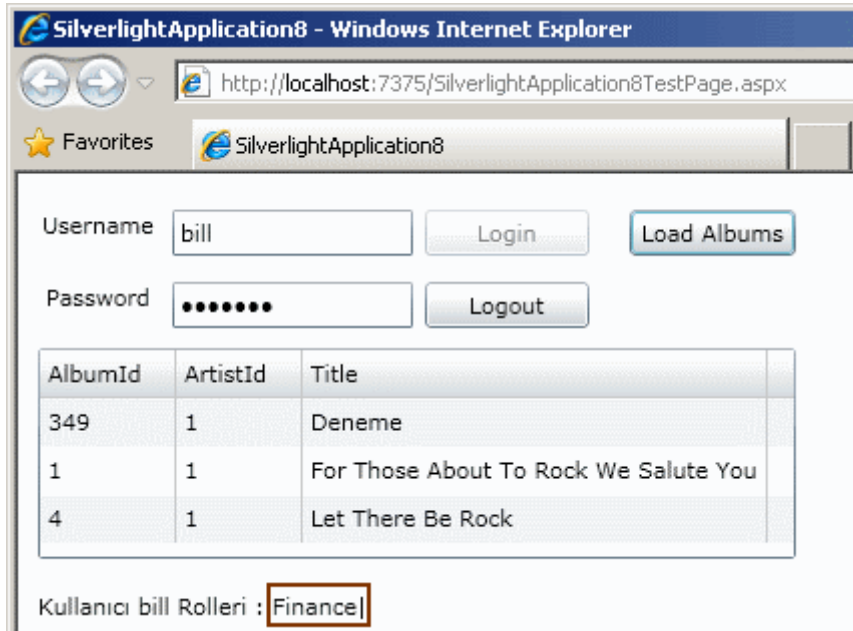 SilverlightApplication8 - Windows Internet Explorer
http://localhost:7375/SilverlightApplication8TestPage.aspx
Favorites SilverlightApplication8
Username bill Login Load Albums
Password ••••••• Logout
AlbumId ArtistId Title
349 1 Deneme
1 1 For Those About To Rock We Salute You
4 1 Let There Be Rock
Kullanıcı bill Rolleri : Finance|